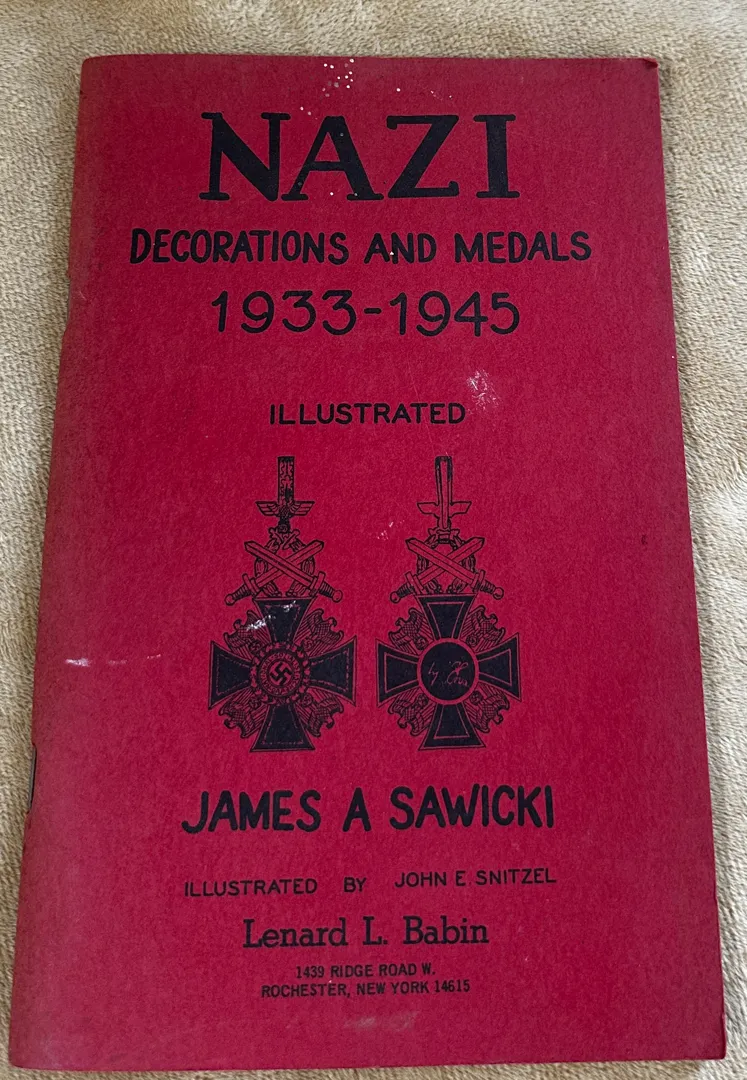 NAZI
DECORATIONS AND MEDALS
1933-1945
ILLUSTRATED
JAMES A SAWICKI
ILLUSTRATED BY JOHN E. SNITZEL
Lenard L. Babin
1439 RIDGE ROAD W.
ROCHESTER, NEW YORK 14615